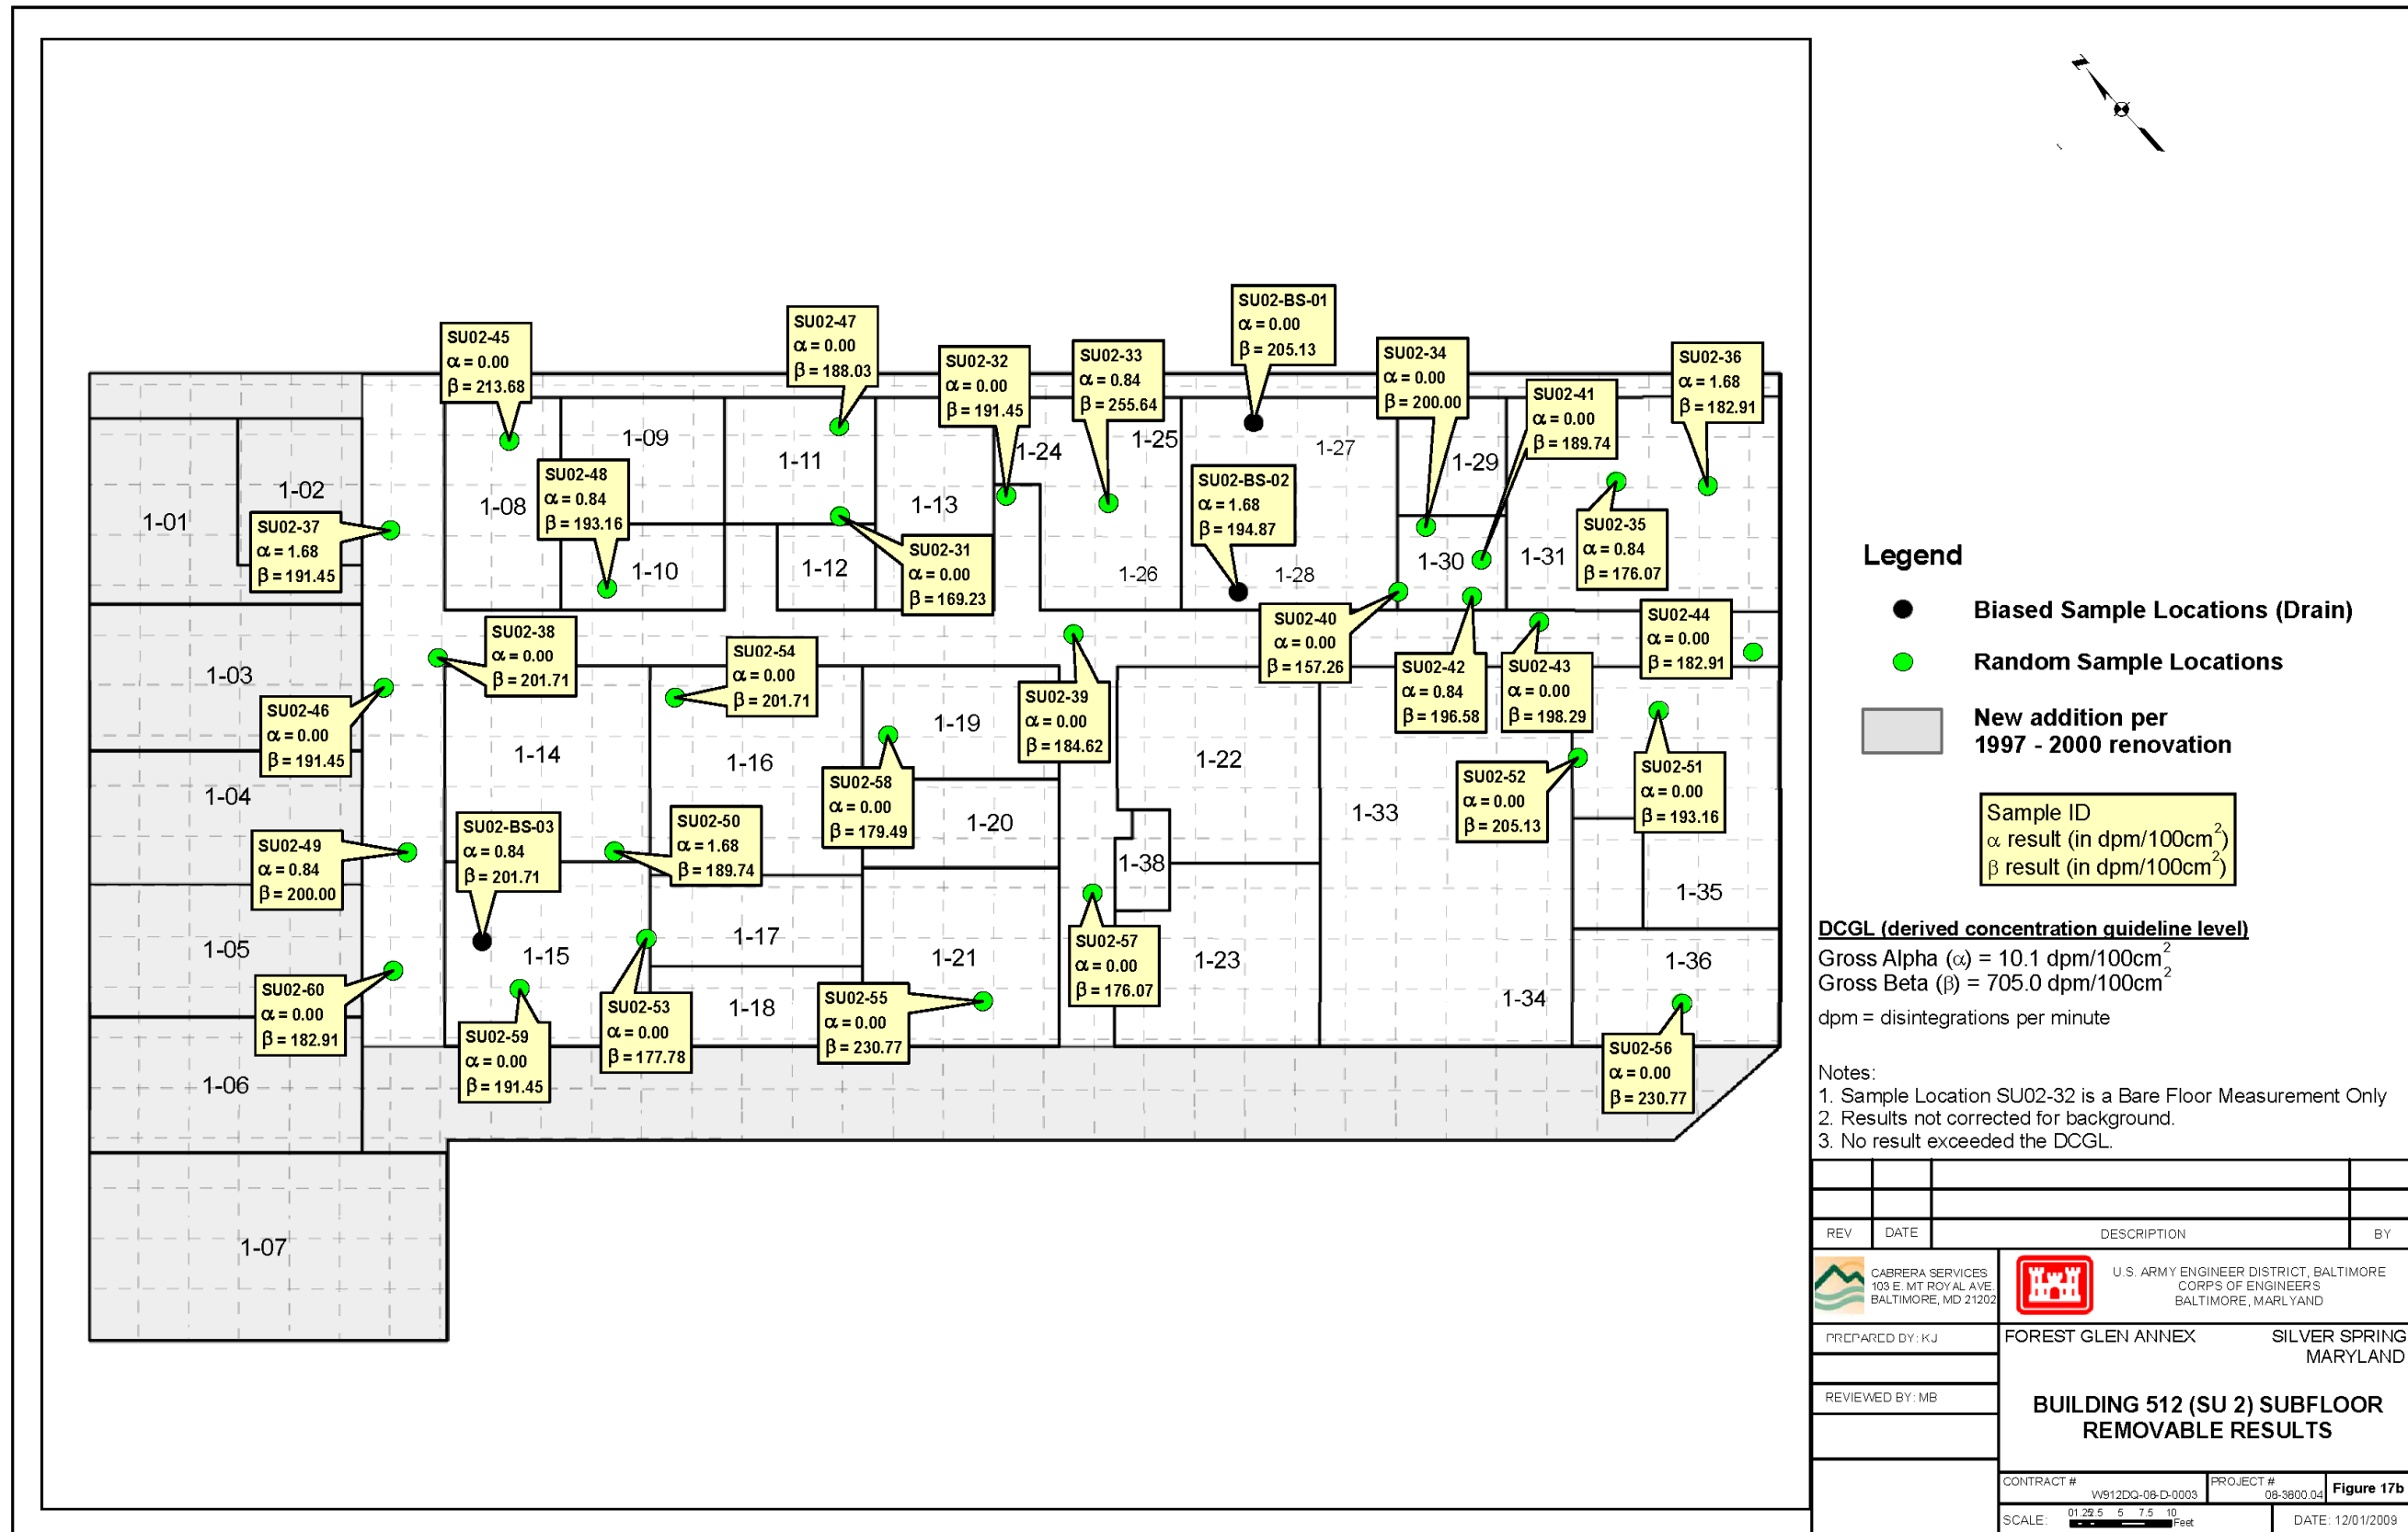 SU02-45
α = 0.00
β = 213.68
SU02-47
α = 0.00
β = 188.03
SU02-32
α = 0.00
β = 191.45
SU02-33
α = 0.84
β = 255.64
SU02-BS-01
α = 0.00
β = 205.13
SU02-34
α = 0.00
β = 200.00
SU02-41
α = 0.00
β = 189.74
SU02-36
α = 1.68
β = 182.91
SU02-48
α = 0.84
β = 193.16
SU02-37
α = 1.68
β = 191.45
SU02-31
α = 0.00
β = 169.23
SU02-BS-02
α = 1.68
β = 194.87
SU02-35
α = 0.84
β = 176.07
SU02-38
α = 0.00
β = 201.71
SU02-54
α = 0.00
β = 201.71
SU02-40
α = 0.00
β = 157.26
SU02-42
α = 0.84
β = 196.58
SU02-43
α = 0.00
β = 198.29
SU02-44
α = 0.00
β = 182.91
SU02-46
α = 0.00
β = 191.45
SU02-39
α = 0.00
β = 184.62
SU02-58
α = 0.00
β = 179.49
SU02-52
α = 0.00
β = 205.13
SU02-51
α = 0.00
β = 193.16
SU02-49
α = 0.84
β = 200.00
SU02-BS-03
α = 0.84
β = 201.71
SU02-50
α = 1.68
β = 189.74
SU02-57
α = 0.00
β = 176.07
SU02-60
α = 0.00
β = 182.91
SU02-59
α = 0.00
β = 191.45
SU02-53
α = 0.00
β = 177.78
SU02-55
α = 0.00
β = 230.77
SU02-56
α = 0.00
β = 230.77
1-01
1-02
1-03
1-04
1-05
1-06
1-07
1-08
1-09
1-10
1-11
1-12
1-13
1-14
1-15
1-16
1-17
1-18
1-19
1-20
1-21
1-22
1-23
1-24
1-25
1-26
1-27
1-28
1-29
1-30
1-31
1-33
1-34
1-35
1-36
1-38
N
Legend
Biased Sample Locations (Drain)
Random Sample Locations
New addition per
1997 - 2000 renovation
Sample ID
α result (in dpm/100cm²)
β result (in dpm/100cm²)
DCGL (derived concentration guideline level)
Gross Alpha (α) = 10.1 dpm/100cm²
Gross Beta (β) = 705.0 dpm/100cm²
dpm = disintegrations per minute
Notes:
1. Sample Location SU02-32 is a Bare Floor Measurement Only
2. Results not corrected for background.
3. No result exceeded the DCGL.
REV DATE DESCRIPTION BY
CABRERA SERVICES
103 E. MT ROYAL AVE.
BALTIMORE, MD 21202
U.S. ARMY ENGINEER DISTRICT, BALTIMORE
CORPS OF ENGINEERS
BALTIMORE, MARLYAND
PREPARED BY: KJ
FOREST GLEN ANNEX SILVER SPRING
MARYLAND
REVIEWED BY: MB
BUILDING 512 (SU 2) SUBFLOOR
REMOVABLE RESULTS
CONTRACT #
W912DQ-08-D-0003
PROJECT #
08-3800.04
Figure 17b
SCALE: 0 1.25 2.5 5 7.5 10
Feet
DATE: 12/01/2009